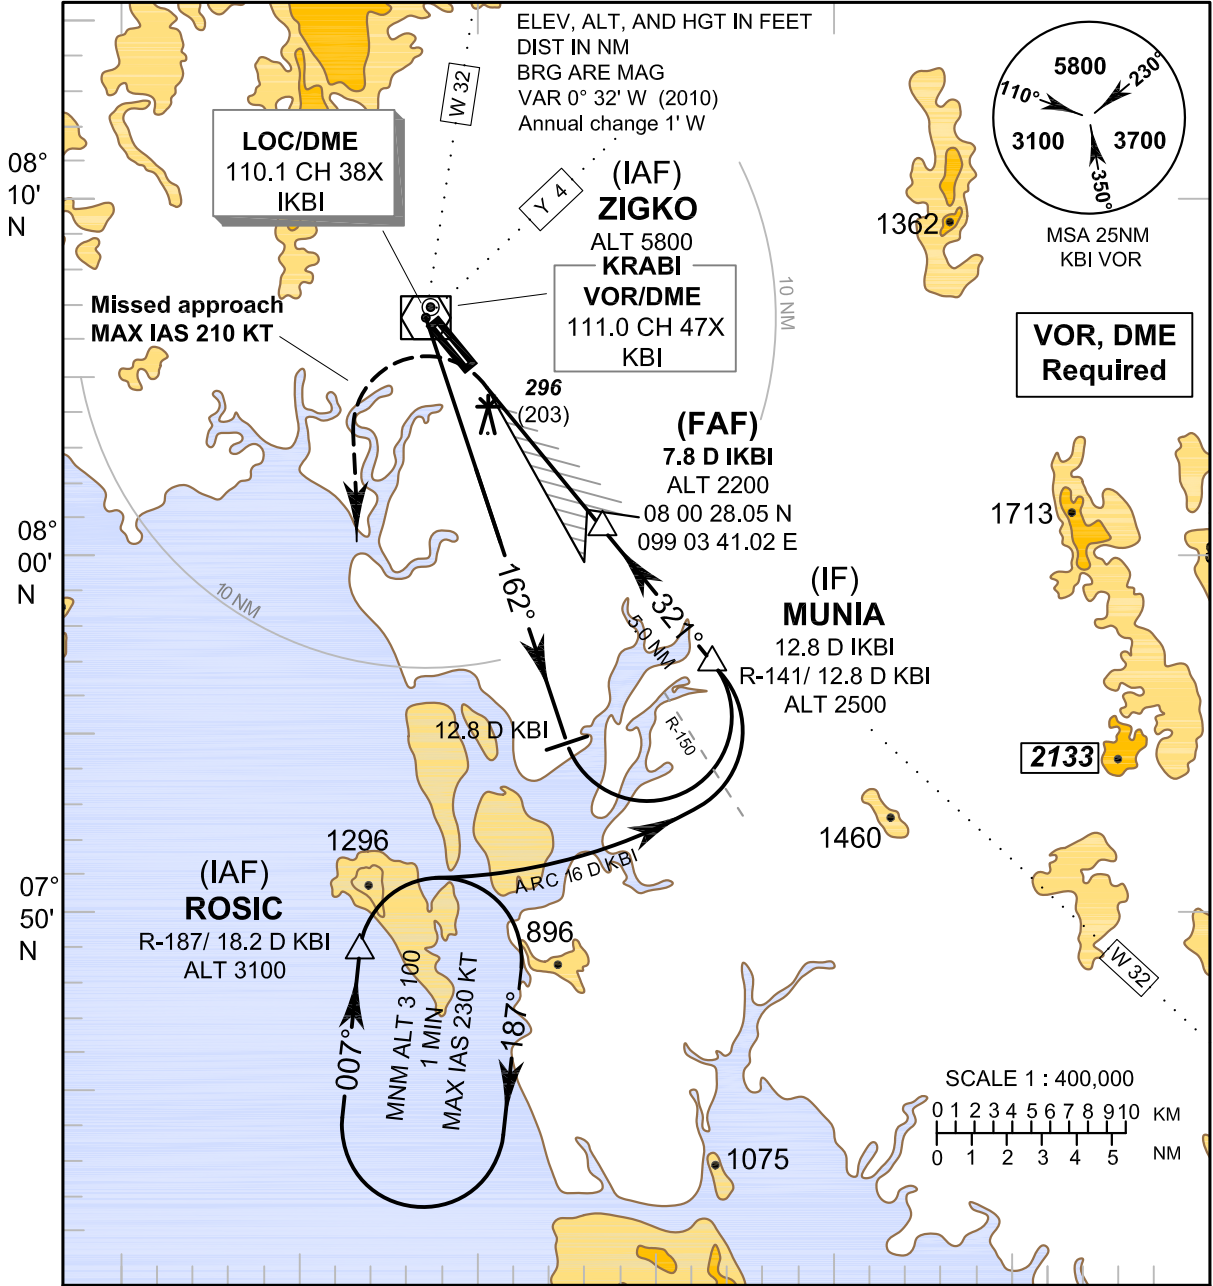 ELEV, ALT, AND HGT IN FEET
DIST IN NM
BRG ARE MAG
VAR 0° 32' W (2010)
Annual change 1' W
W 32
Y 4
5800
3100
3700
110°
230°
350°
MSA 25NM
KBI VOR
08°
10'
N
LOC/DME
110.1 CH 38X
IKBI
(IAF)
ZIGKO
ALT 5800
KRABI
VOR/DME
111.0 CH 47X
KBI
10 NM
1362
VOR, DME
Required
Missed approach
MAX IAS 210 KT
296
(203)
(FAF)
7.8 D IKBI
ALT 2200
08 00 28.05 N
099 03 41.02 E
1713
08°
00'
N
10 NM
162°
321°
5.0 NM
(IF)
MUNIA
12.8 D IKBI
R-141/ 12.8 D KBI
ALT 2500
12.8 D KBI
R-150
2133
1460
1296
ARC 16 D KBI
(IAF)
ROSIC
R-187/ 18.2 D KBI
ALT 3100
07°
50'
N
896
W 32
007°
MNM ALT 3 100
1 MIN
MAX IAS 230 KT
187°
1075
SCALE 1 : 400,000
0 1 2 3 4 5 6 7 8 9 10 KM
0 1 2 3 4 5 NM